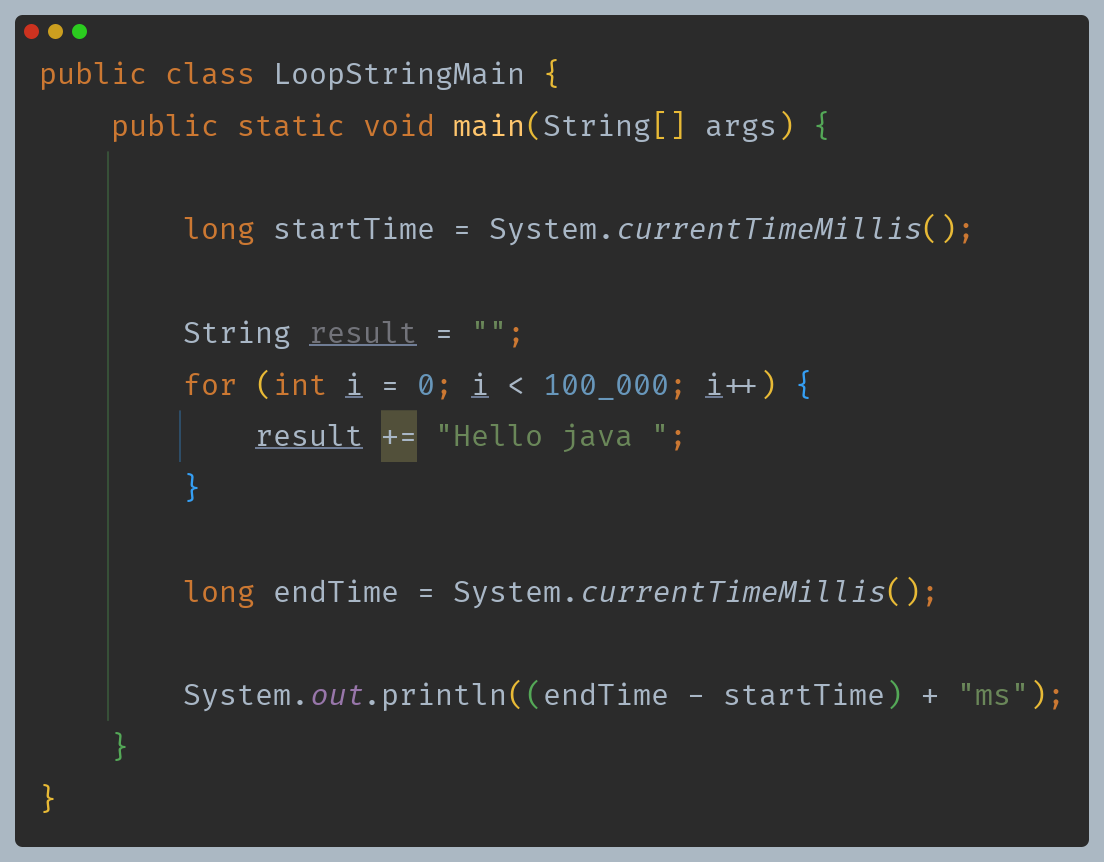 public class LoopStringMain {
    public static void main(String[] args) {

        long startTime = System.currentTimeMillis();

        String result = "";
        for (int i = 0; i < 100_000; i++) {
            result += "Hello java ";
        }

        long endTime = System.currentTimeMillis();

        System.out.println((endTime - startTime) + "ms");
    }
}